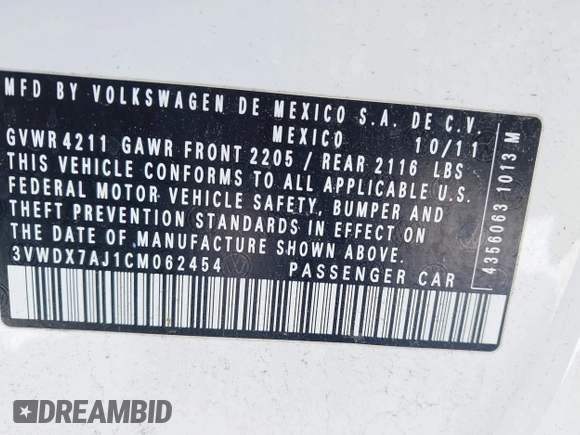 MFD BY VOLKSWAGEN DE MEXICO S.A. DE C.V.
MEXICO 10/11
GVWR 4211 GAWR FRONT 2205 / REAR 2116 LBS
THIS VEHICLE CONFORMS TO ALL APPLICABLE U.S.
FEDERAL MOTOR VEHICLE SAFETY, BUMPER AND
THEFT PREVENTION STANDARDS IN EFFECT ON
THE DATE OF MANUFACTURE SHOWN ABOVE.
3VWDX7AJ1CM062454 PASSENGER CAR
4356063 1013 M
DREAMBID